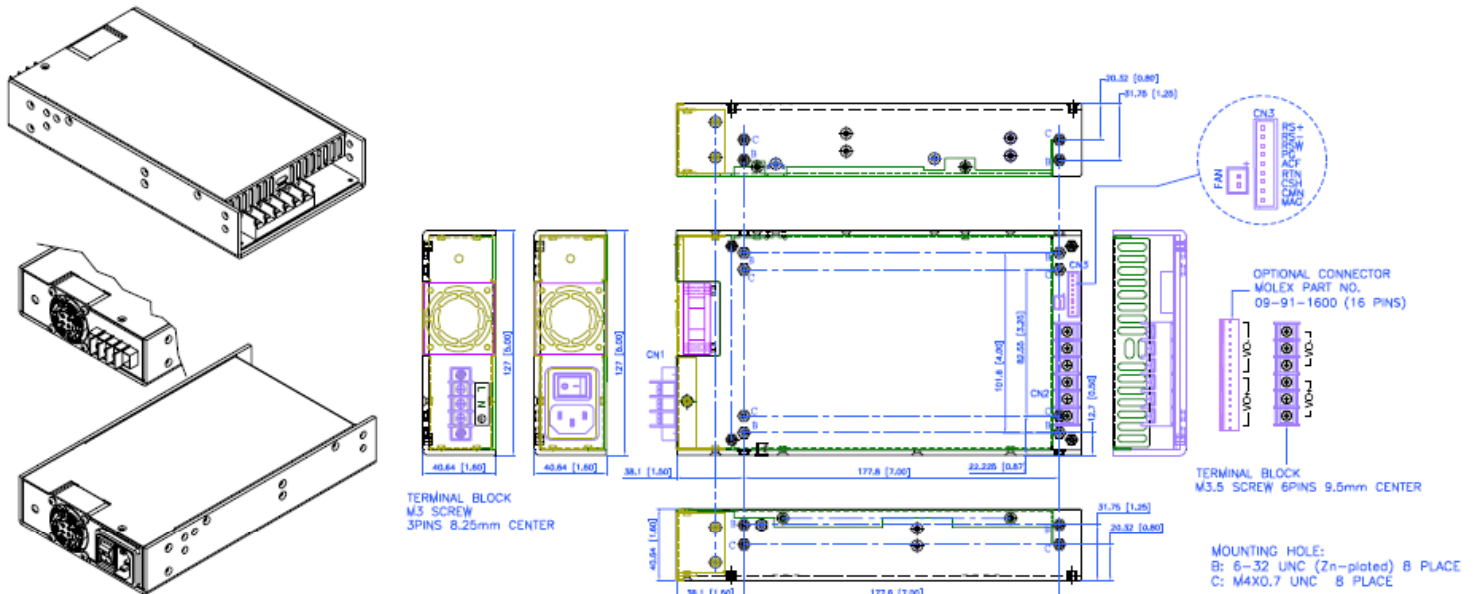 20.32 [0.80]
31.75 [1.25]
C
B
C
B
CN3
RS+
RS-
RSW
PG
ACF
RTN
CSH
CMN
MAQ
FAN
+
CN1
CN3
CN2
B
C
B
C
C
B
C
B
L
N
127 [5.00]
127 [5.00]
101.6 [4.00]
82.55 [3.25]
12.7 [0.50]
40.64 [1.60]
40.64 [1.60]
38.1 [1.50]
177.8 [7.00]
22.225 [0.87]
TERMINAL BLOCK
M3 SCREW
3PINS 8.25mm CENTER
OPTIONAL CONNECTOR
MOLEX PART NO.
09-91-1600 (16 PINS)
-VO-
-VO+
-VO-
-VO+
TERMINAL BLOCK
M3.5 SCREW 6PINS 9.5mm CENTER
B
C
B
C
31.75 [1.25]
20.32 [0.80]
40.64 [1.60]
38.1 [1.50]
177.8 [7.00]
MOUNTING HOLE:
B: 6-32 UNC (Zn-plated) 8 PLACE
C: M4X0.7 UNC 8 PLACE